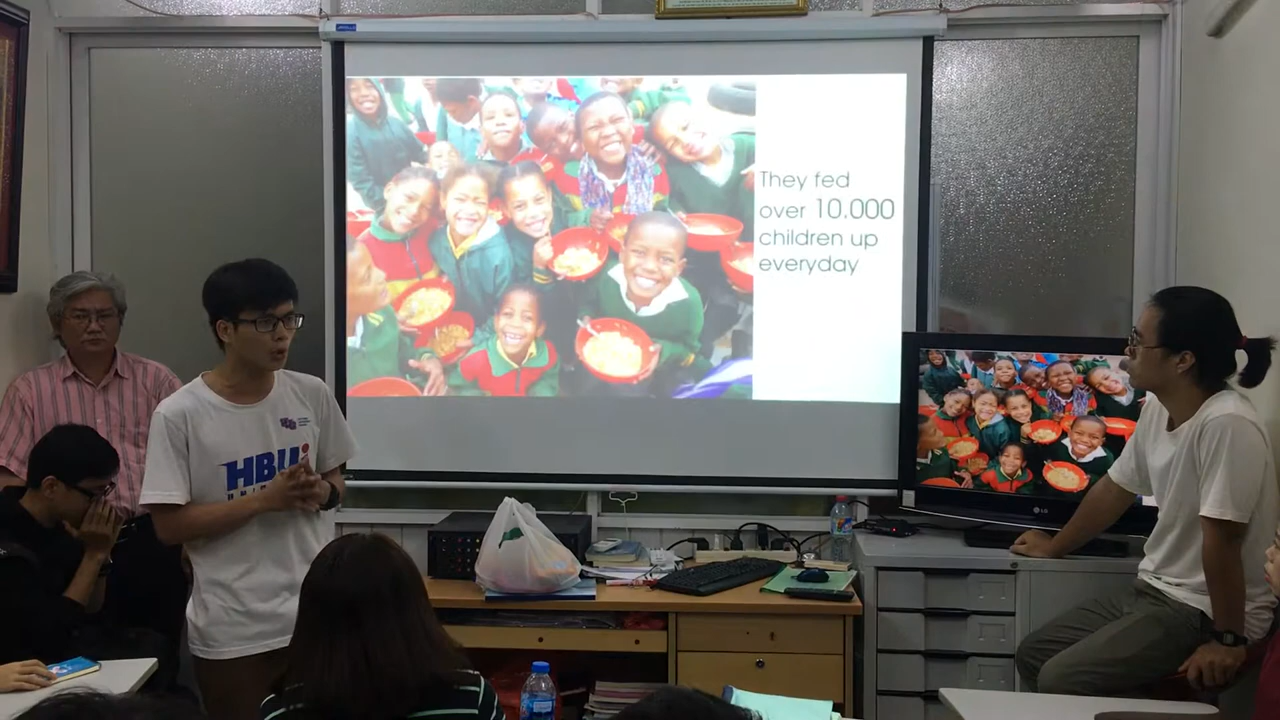 They fed
over 10.000
children up
everyday
HBU
LG